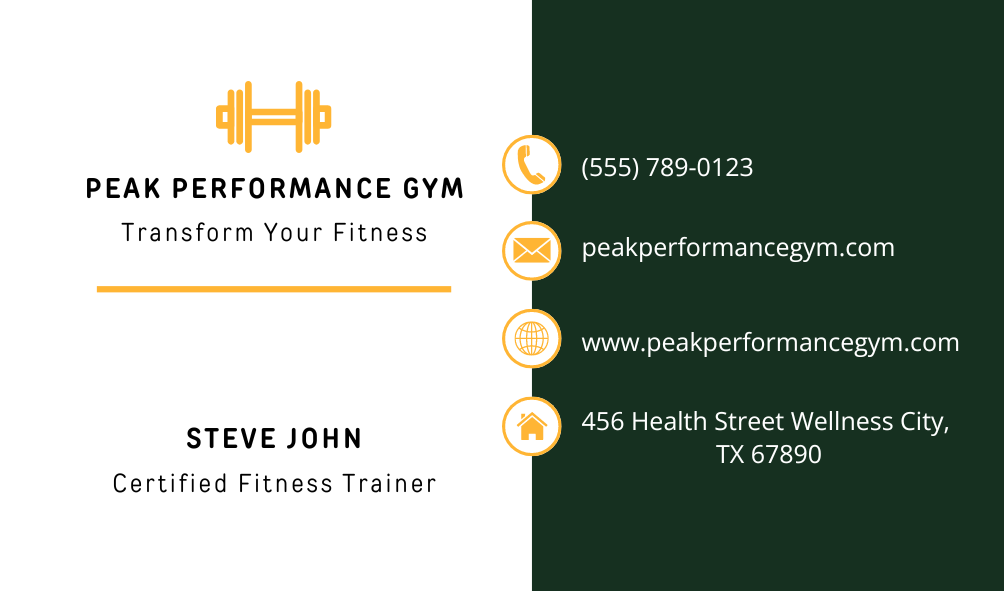 PEAK PERFORMANCE GYM
Transform Your Fitness
STEVE JOHN
Certified Fitness Trainer
(555) 789-0123
peakperformancegym.com
www.peakperformancegym.com
456 Health Street Wellness City,
TX 67890